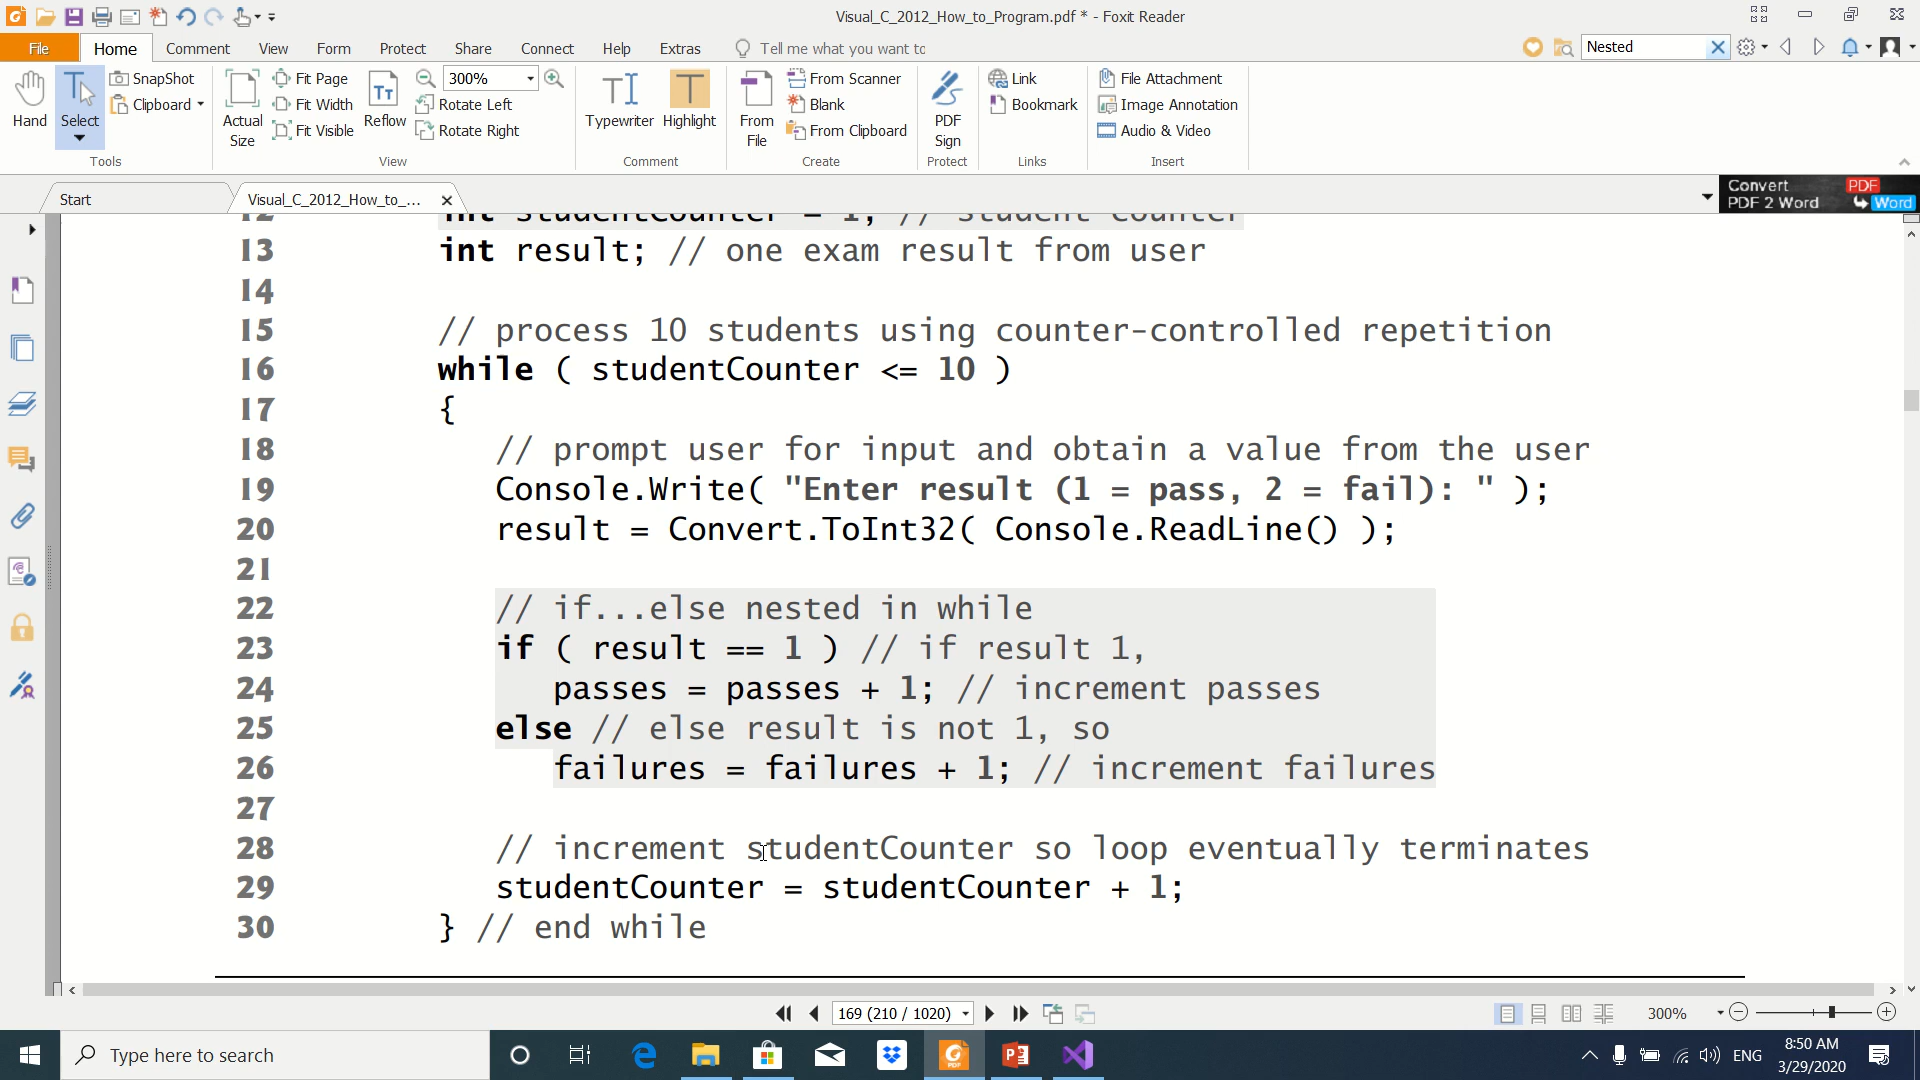 Visual_C_2012_How_to_Program.pdf * - Foxit Reader
File Home Comment View Form Protect Share Connect Help Extras Tell me what you want to Nested
Hand
Select
SnapShot
Clipboard
Tools
Actual Size
Fit Page
Fit Width
Fit Visible
Reflow
300%
Rotate Left
Rotate Right
View
Typewriter
Highlight
Comment
From File
From Scanner
Blank
From Clipboard
Create
PDF Sign
Protect
Link
Bookmark
Links
File Attachment
Image Annotation
Audio & Video
Insert
Start
Visual_C_2012_How_to_...
Convert PDF
PDF 2 Word Word
12 int studentCounter = 1; // student counter
13 int result; // one exam result from user
14
15 // process 10 students using counter-controlled repetition
16 while ( studentCounter <= 10 )
17 {
18 // prompt user for input and obtain a value from the user
19 Console.Write( "Enter result (1 = pass, 2 = fail): " );
20 result = Convert.ToInt32( Console.ReadLine() );
21
22 // if...else nested in while
23 if ( result == 1 ) // if result 1,
24 passes = passes + 1; // increment passes
25 else // else result is not 1, so
26 failures = failures + 1; // increment failures
27
28 // increment studentCounter so loop eventually terminates
29 studentCounter = studentCounter + 1;
30 } // end while
169 (210 / 1020)
300%
Type here to search
ENG
8:50 AM
3/29/2020